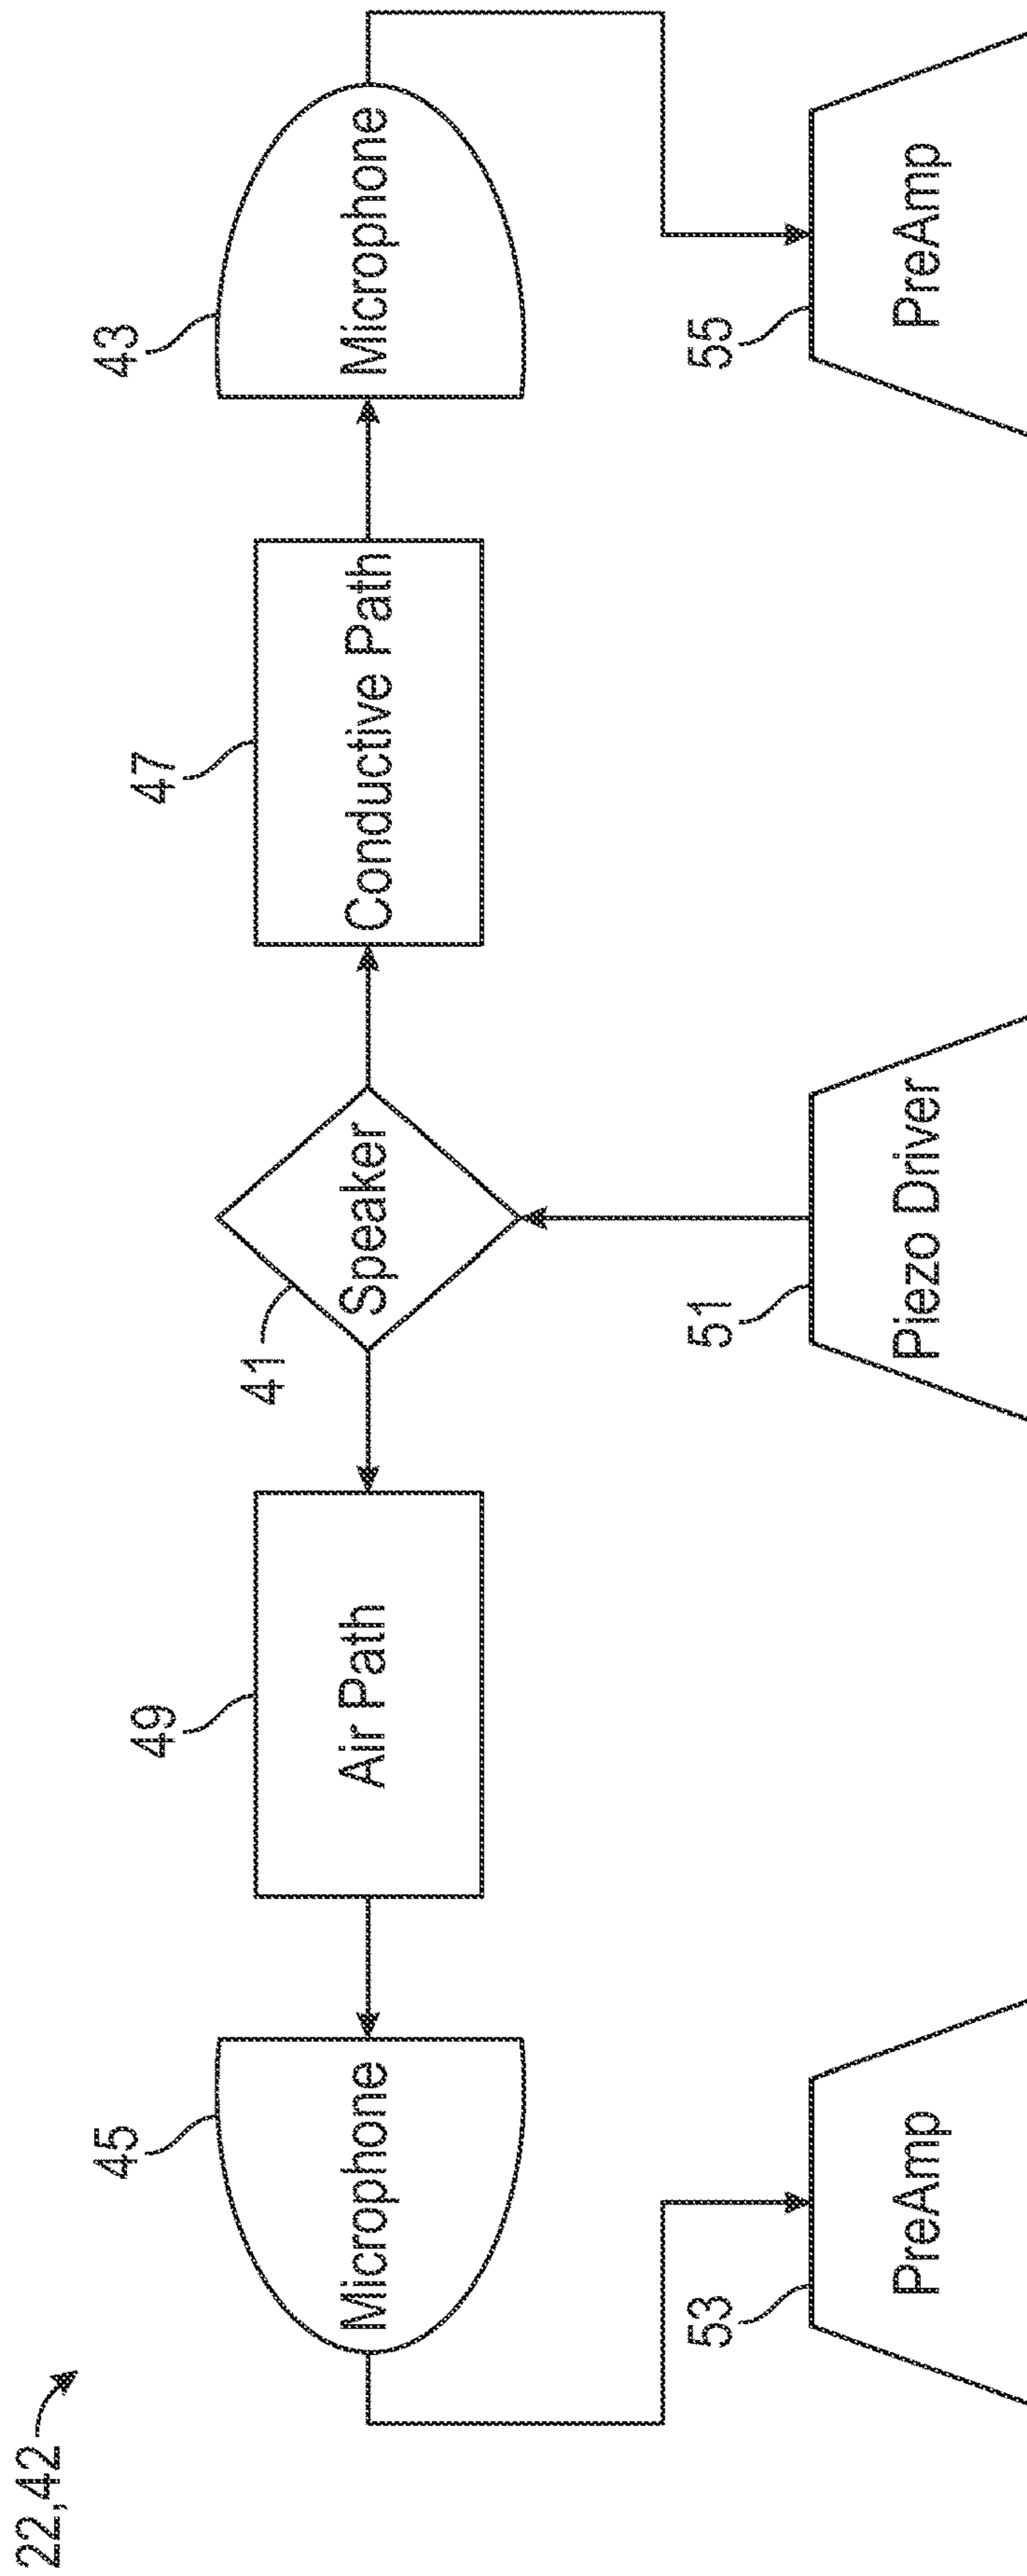 22,42
45
Microphone
49
Air Path
41
Speaker
47
Conductive Path
43
Microphone
53
PreAmp
51
Piezo Driver
55
PreAmp